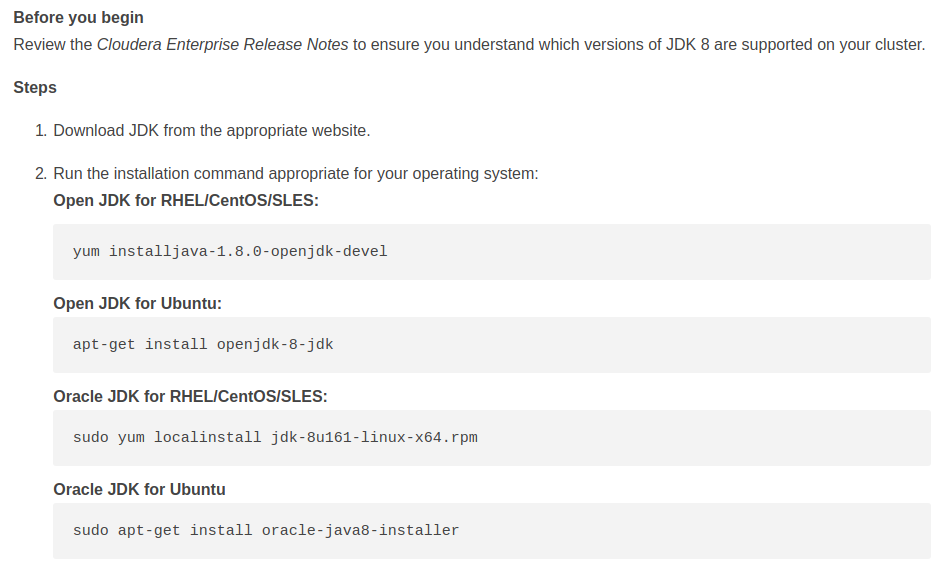 Before you begin
Review the Cloudera Enterprise Release Notes to ensure you understand which versions of JDK 8 are supported on your cluster.
Steps
1. Download JDK from the appropriate website.
2. Run the installation command appropriate for your operating system:
Open JDK for RHEL/CentOS/SLES:
yum installjava-1.8.0-openjdk-devel
Open JDK for Ubuntu:
apt-get install openjdk-8-jdk
Oracle JDK for RHEL/CentOS/SLES:
sudo yum localinstall jdk-8u161-linux-x64.rpm
Oracle JDK for Ubuntu
sudo apt-get install oracle-java8-installer